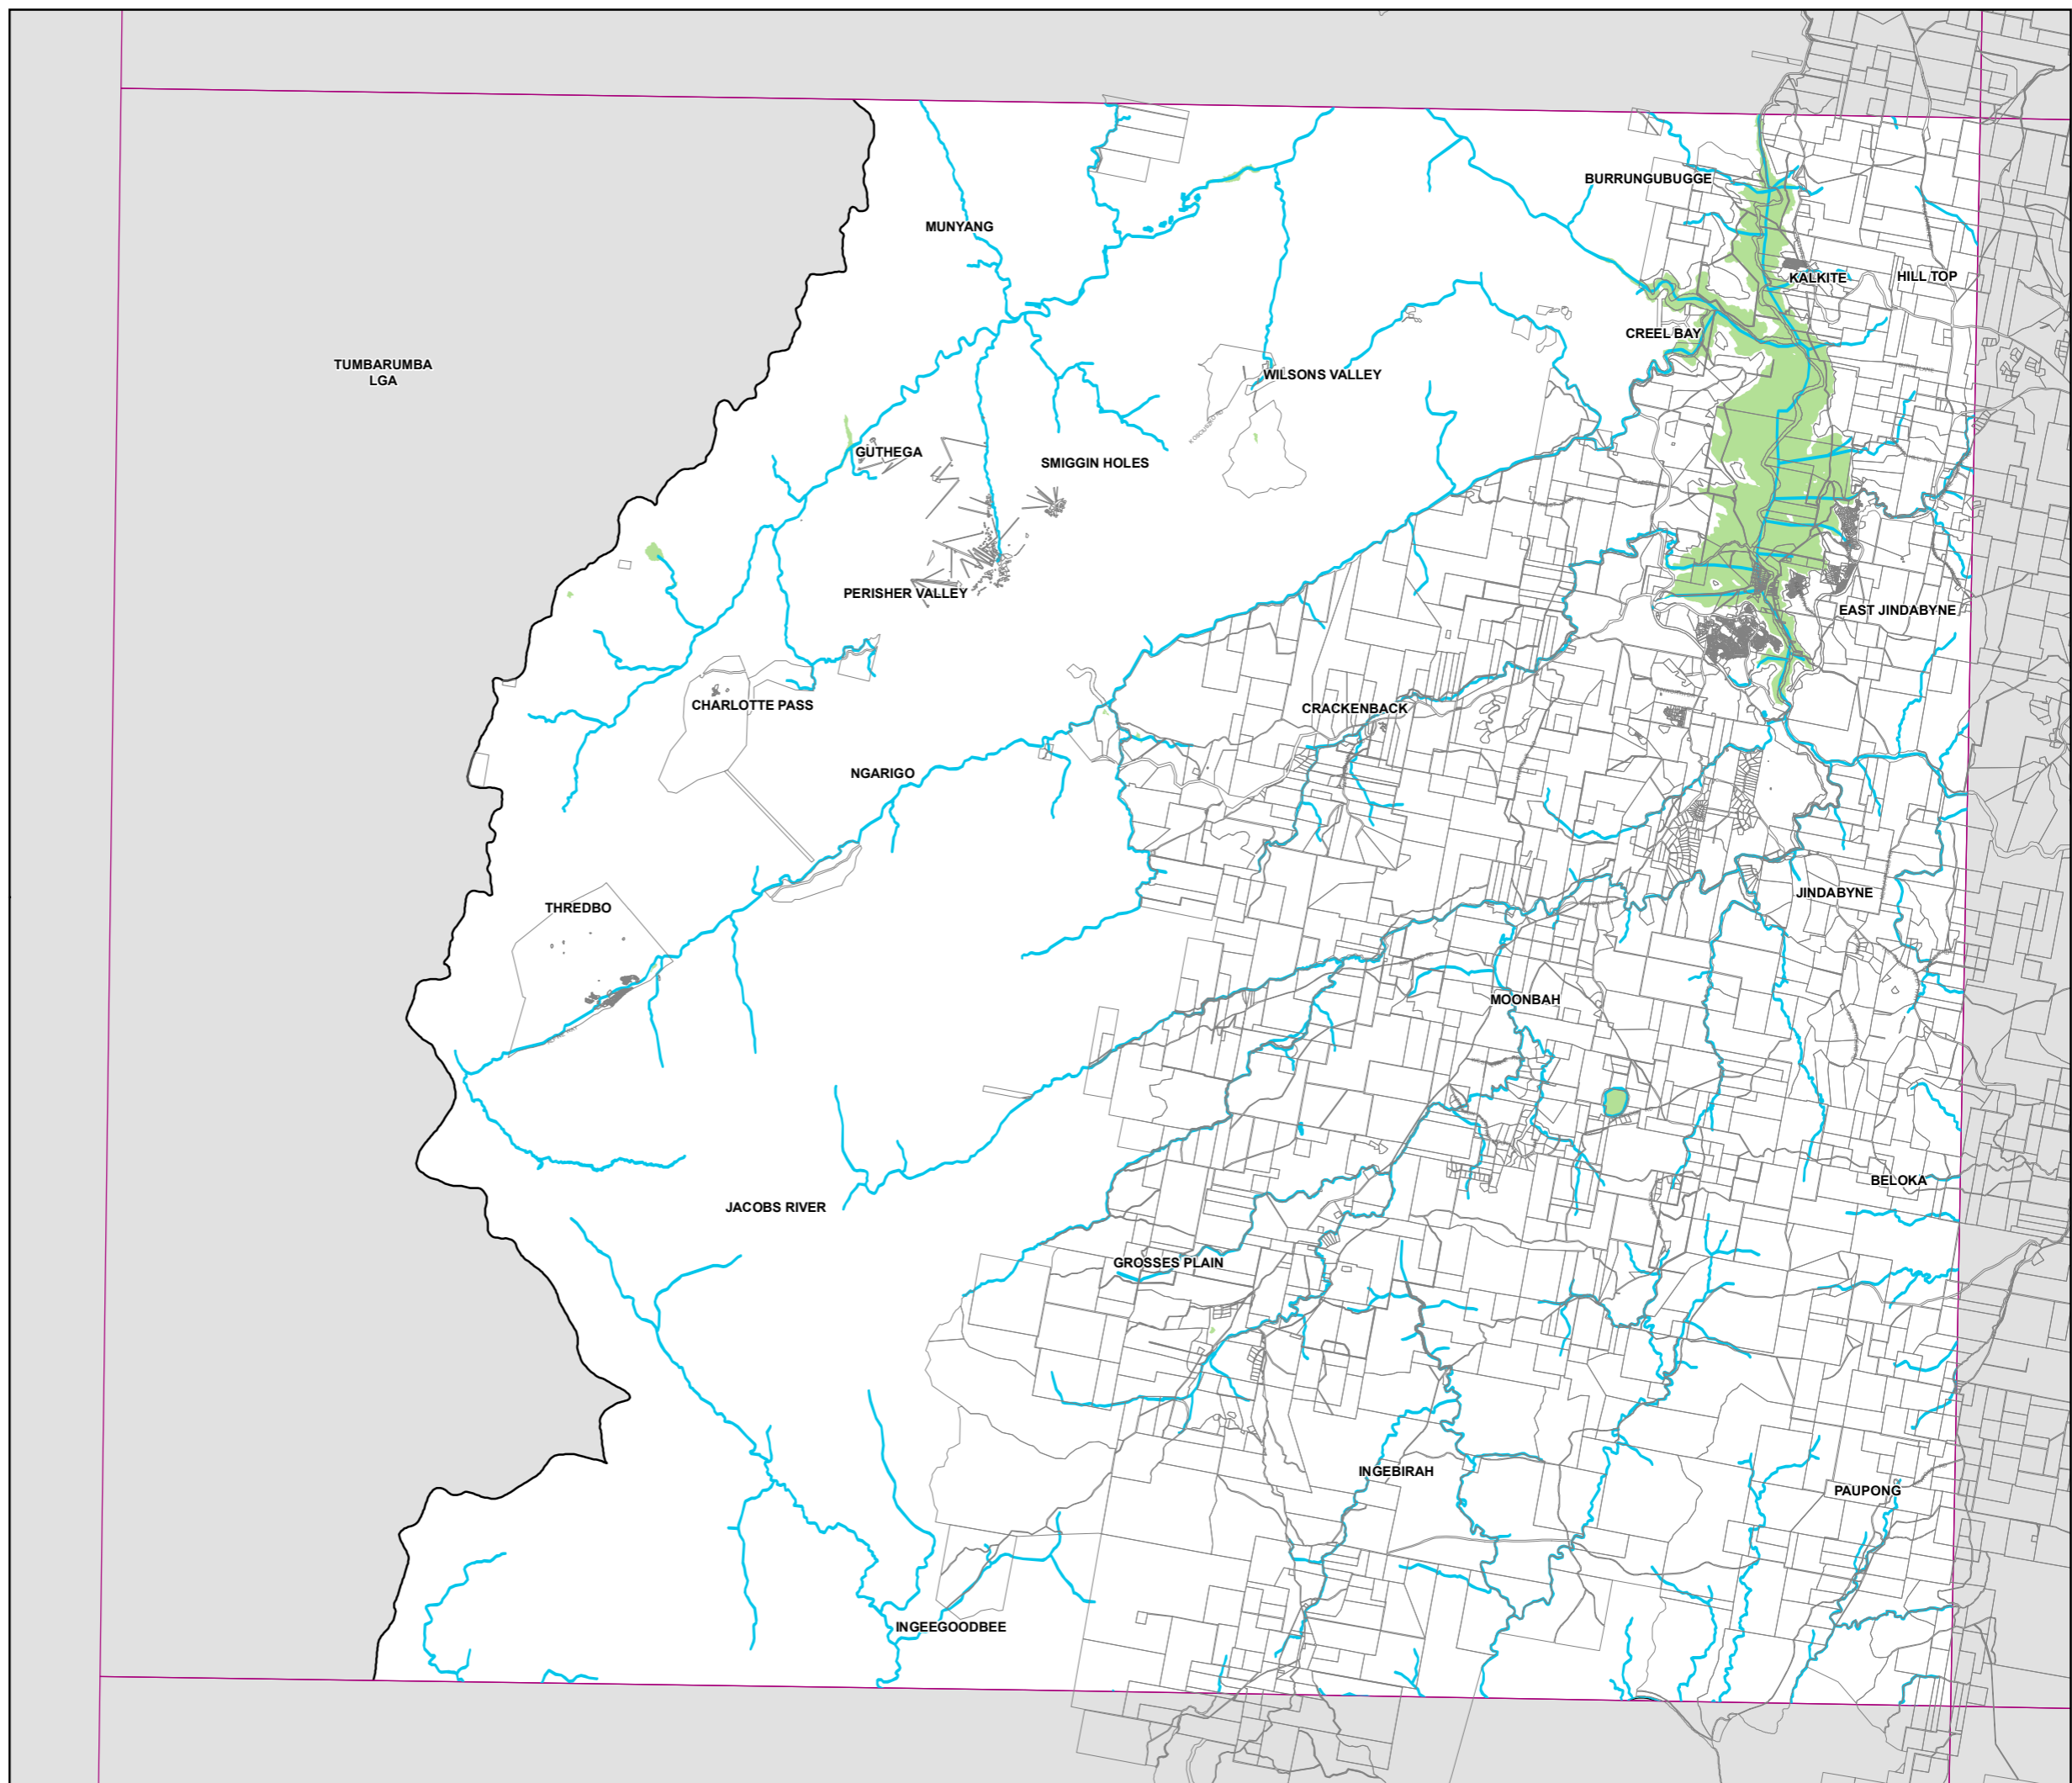 BURRUNGUBUGGE
MUNYANG
KALKITE
HILL TOP
CREEL BAY
TUMBARUMBA
LGA
WILSONS VALLEY
GUTHEGA
SMIGGIN HOLES
PERISHER VALLEY
EAST JINDABYNE
CHARLOTTE PASS
CRACKENBACK
NGARIGO
JINDABYNE
THREDBO
MOONBAH
BELOKA
JACOBS RIVER
GROSSES PLAIN
INGEBIRAH
PAUPONG
INGEEGOODBEE